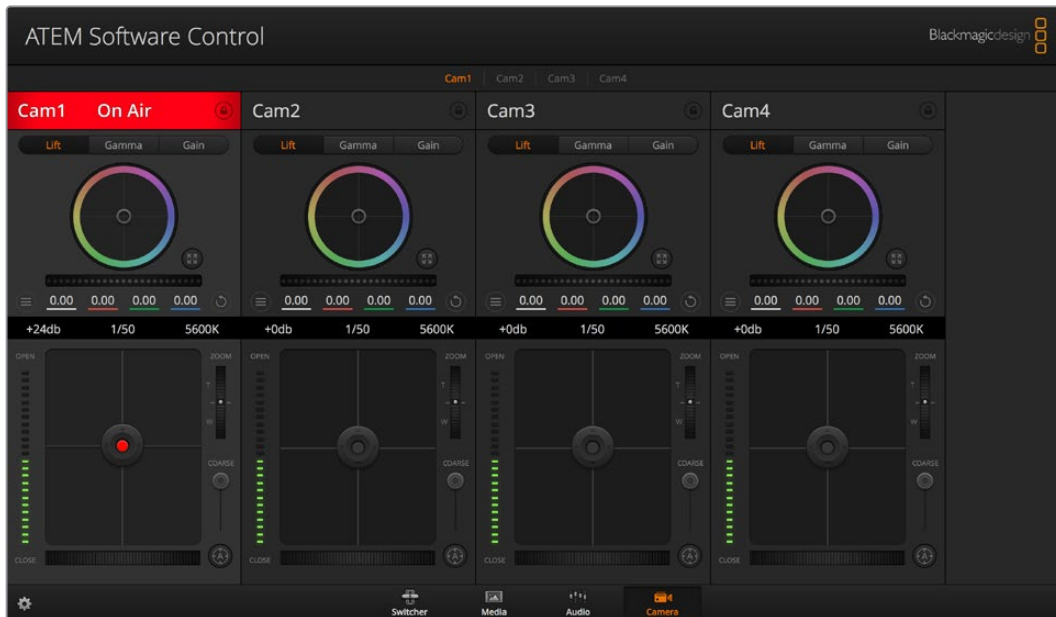 ATEM Software Control
Blackmagicdesign
Cam1 Cam2 Cam3 Cam4
Cam1 On Air Cam2 Cam3 Cam4
Lift Gamma Gain Lift Gamma Gain Lift Gamma Gain Lift Gamma Gain
0.00 0.00 0.00 0.00 0.00 0.00 0.00 0.00 0.00 0.00 0.00 0.00 0.00 0.00 0.00 0.00
+24db 1/50 5600K +0db 1/50 5600K +0db 1/50 5600K +0db 1/50 5600K
OPEN ZOOM OPEN ZOOM OPEN ZOOM OPEN ZOOM
T T T T
W W W W
COARSE COARSE COARSE COARSE
CLOSE A CLOSE A CLOSE A CLOSE A
Switcher Media Audio Camera